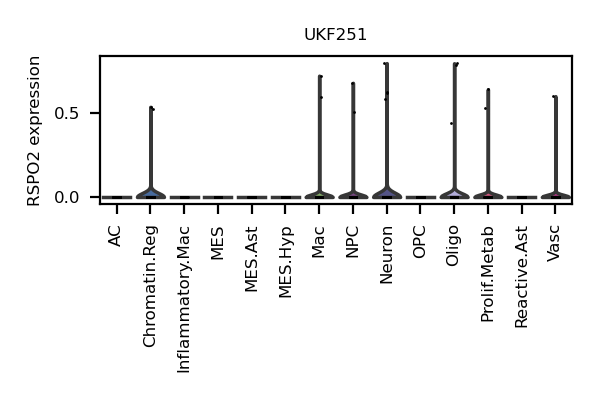 UKF251
RSPO2 expression
0.5
0.0
AC
Chromatin.Reg
Inflammatory.Mac
MES
MES.Ast
MES.Hyp
Mac
NPC
Neuron
OPC
Oligo
Prolif.Metab
Reactive.Ast
Vasc